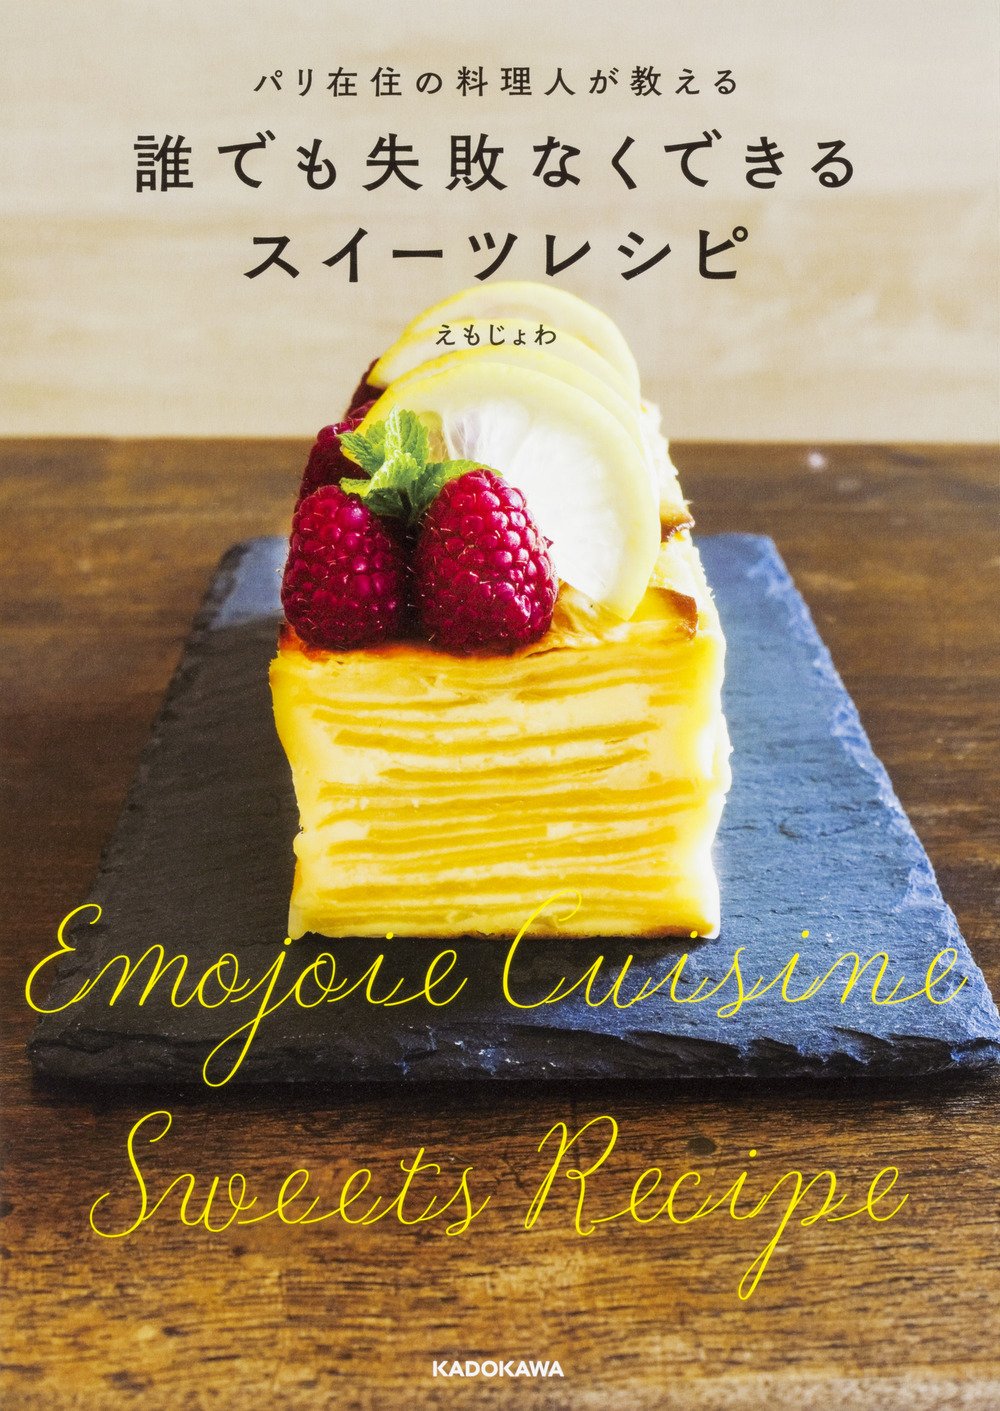 パリ在住の料理人が教える
誰でも失敗なくできる
スイーツレシピ
えもじょわ
Emojoie Cuisine
Sweets Recipe
KADOKAWA